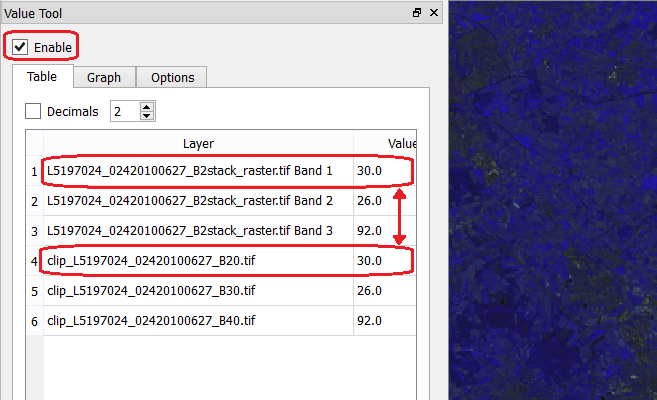 Value Tool
Enable
Table Graph Options
Decimals 2
Layer Value
1 L5197024_02420100627_B2stack_raster.tif Band 1 30.0
2 L5197024_02420100627_B2stack_raster.tif Band 2 26.0
3 L5197024_02420100627_B2stack_raster.tif Band 3 92.0
4 clip_L5197024_02420100627_B20.tif 30.0
5 clip_L5197024_02420100627_B30.tif 26.0
6 clip_L5197024_02420100627_B40.tif 92.0